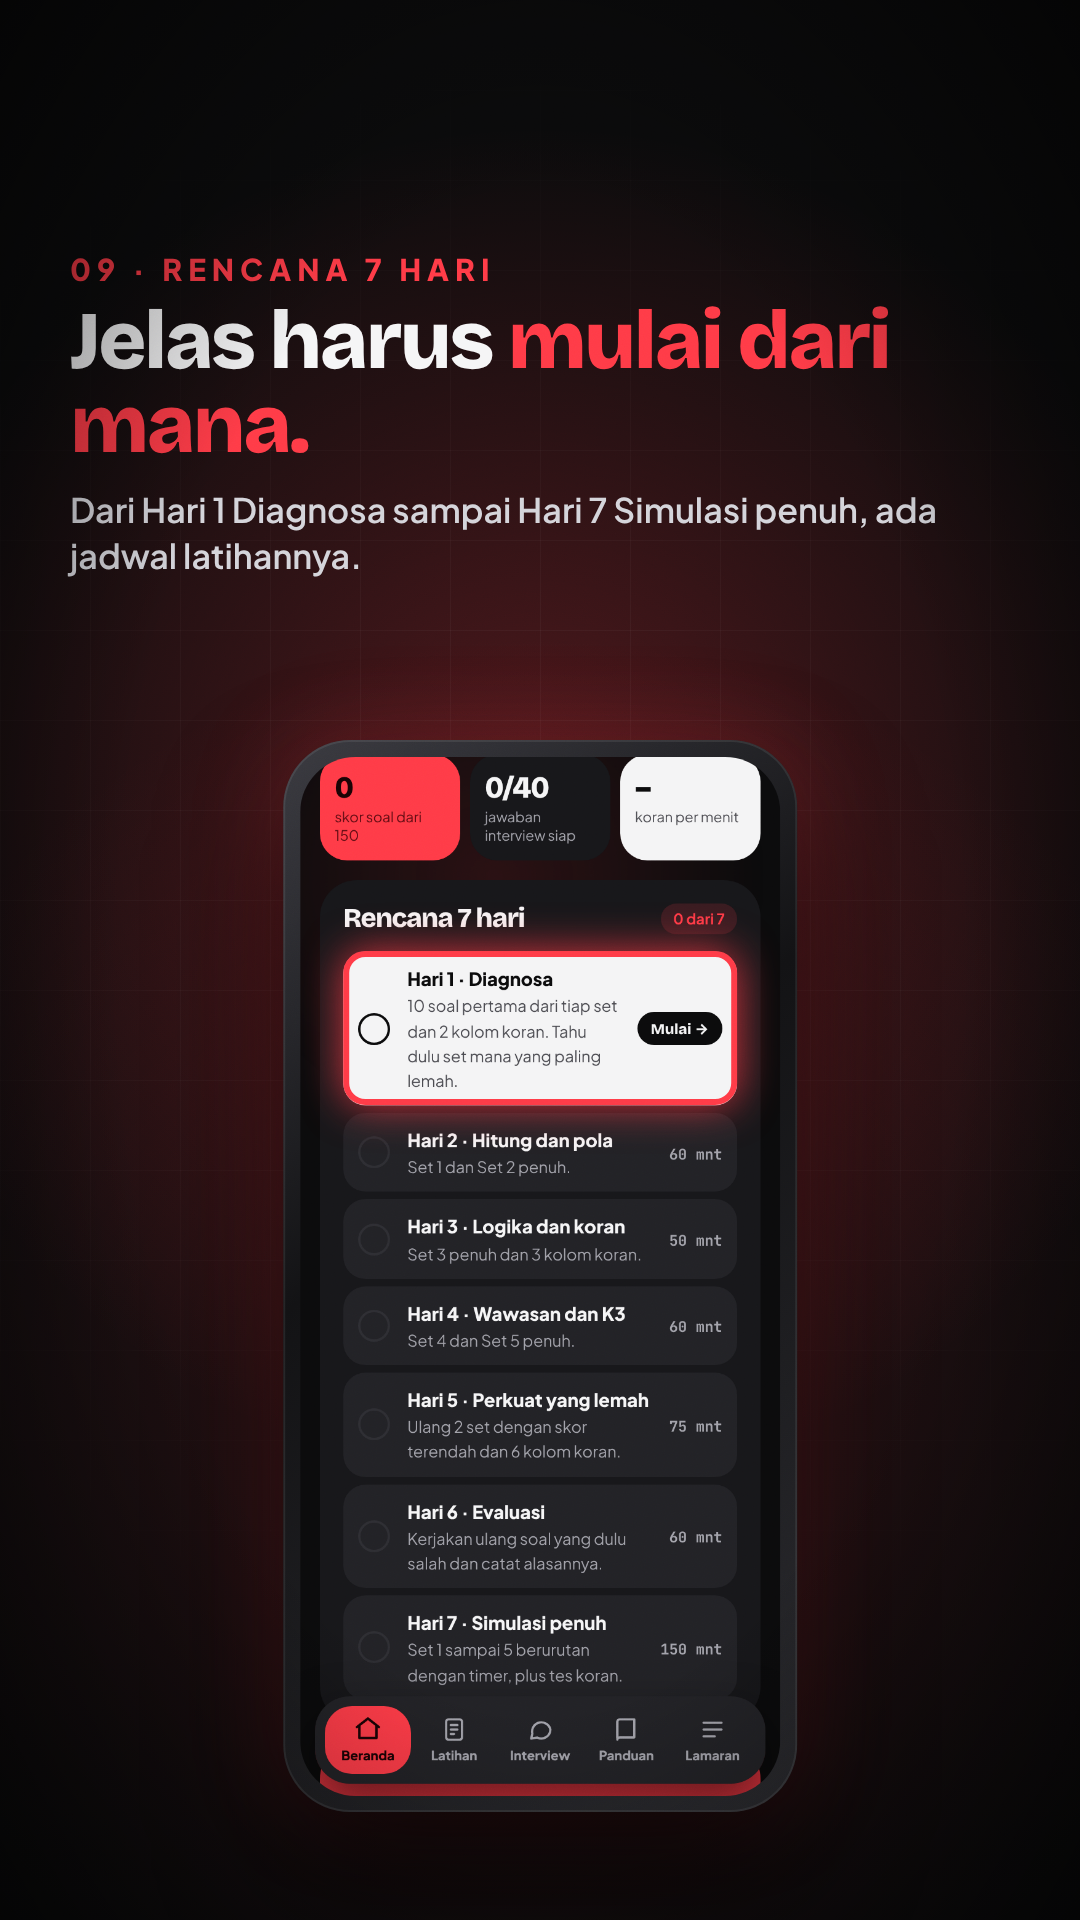 09 · RENCANA 7 HARI
Jelas harus mulai dari
mana.
Dari Hari 1 Diagnosa sampai Hari 7 Simulasi penuh, ada
jadwal latihannya.
0
skor soal dari
150
0/40
jawaban
interview siap
–
koran per menit
Rencana 7 hari
0 dari 7
Hari 1 · Diagnosa
10 soal pertama dari tiap set
dan 2 kolom koran. Tahu
dulu set mana yang paling
lemah.
Mulai →
Hari 2 · Hitung dan pola
Set 1 dan Set 2 penuh.
60 mnt
Hari 3 · Logika dan koran
Set 3 penuh dan 3 kolom koran.
50 mnt
Hari 4 · Wawasan dan K3
Set 4 dan Set 5 penuh.
60 mnt
Hari 5 · Perkuat yang lemah
Ulang 2 set dengan skor
terendah dan 6 kolom koran.
75 mnt
Hari 6 · Evaluasi
Kerjakan ulang soal yang dulu
salah dan catat alasannya.
60 mnt
Hari 7 · Simulasi penuh
Set 1 sampai 5 berurutan
dengan timer, plus tes koran.
150 mnt
Beranda
Latihan
Interview
Panduan
Lamaran